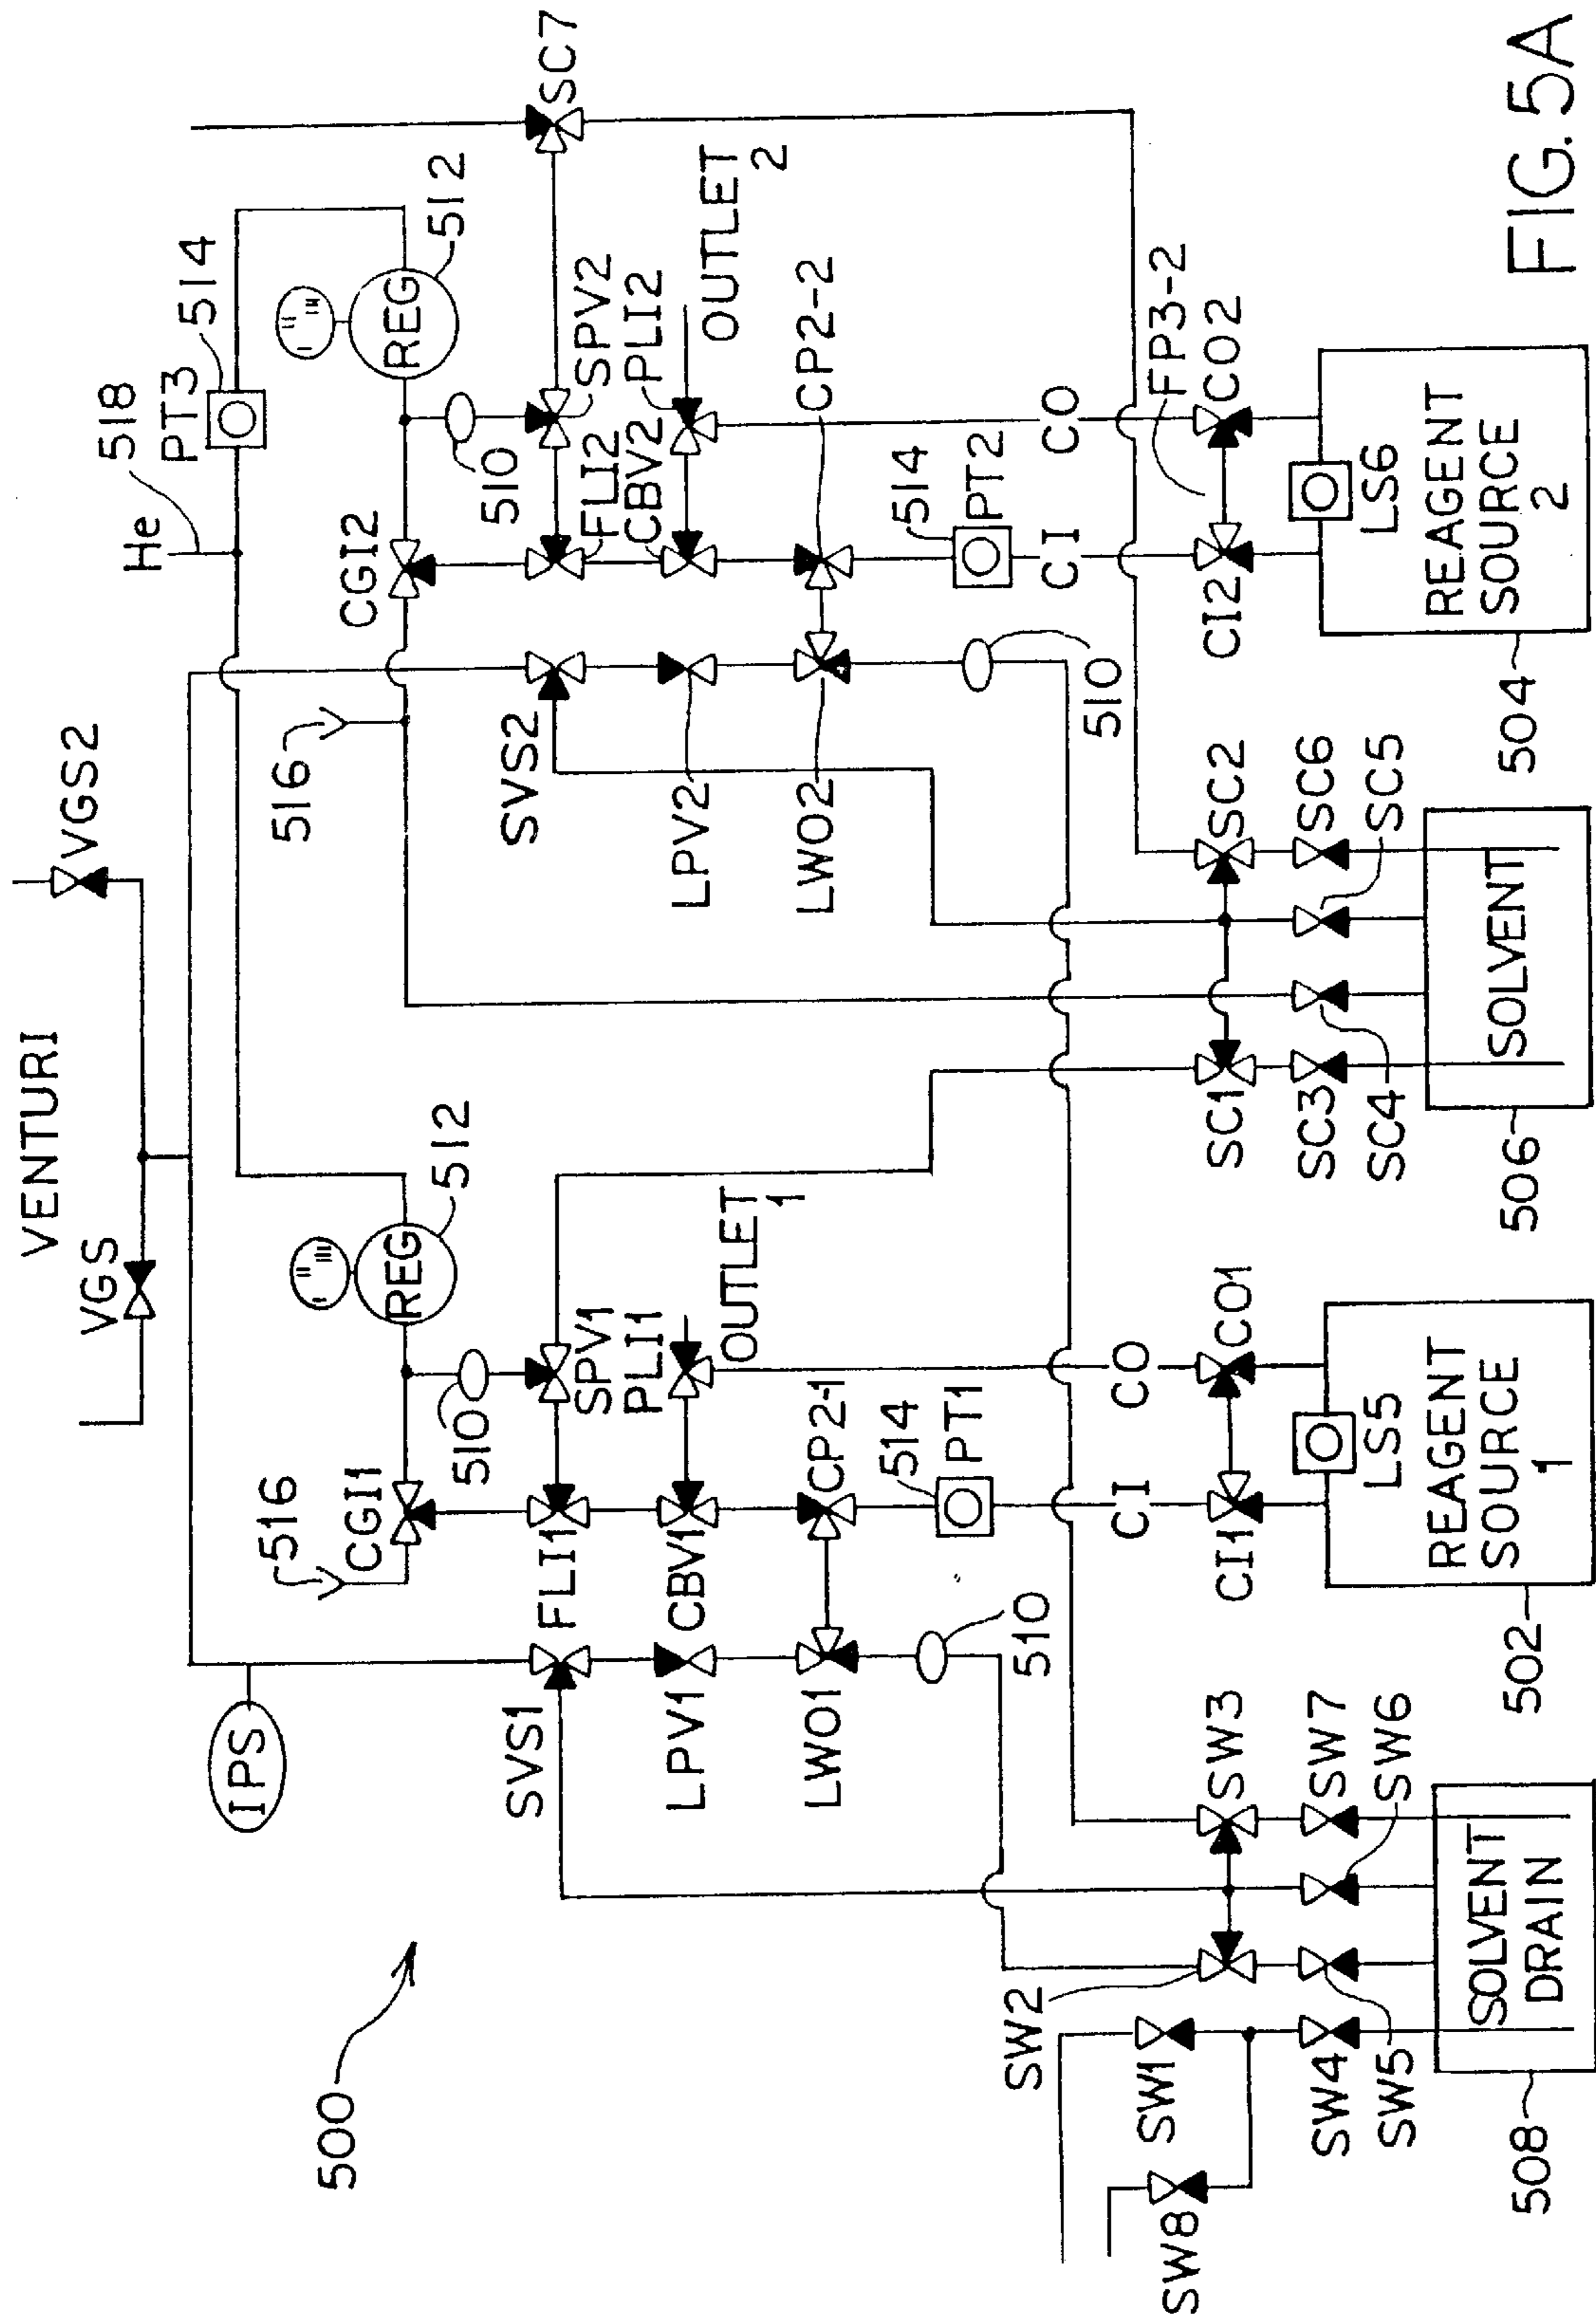 VENTURI
VGS
VGS2
IPS
516
CGI1
REG
512
510
He
518
PT3
514
516
CGI2
REG
512
510
500
SVS1
FLI1
SPV1
PLI1
OUTLET
1
LPV1
CBV1
CP2-1
LWO1
514
PT1
510
SVS2
FLI2
SPV2
SC7
CBV2
PLI2
OUTLET
2
LPV2
LWO2
CP2-2
514
PT2
510
SW2
SW3
SW1
SW8
SW4
SW5
SW7
SW6
CI
CO
CI1
CO1
LS5
SC1
SC2
SC3
SC4
SC6
SC5
CI
CO
FP3-2
CI2
CO2
LS6
SOLVENT
DRAIN
508
REAGENT
SOURCE
1
502
SOLVENT
506
REAGENT
SOURCE
2
504
FIG. 5A